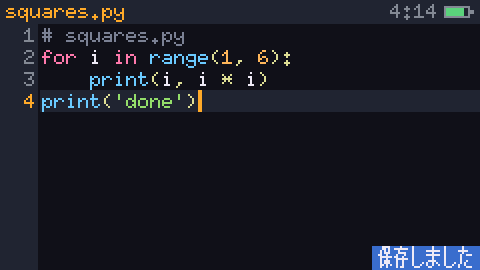 squares.py 4:14
1 # squares.py
2 for i in range(1, 6):
3     print(i, i * i)
4 print('done')
保存しました